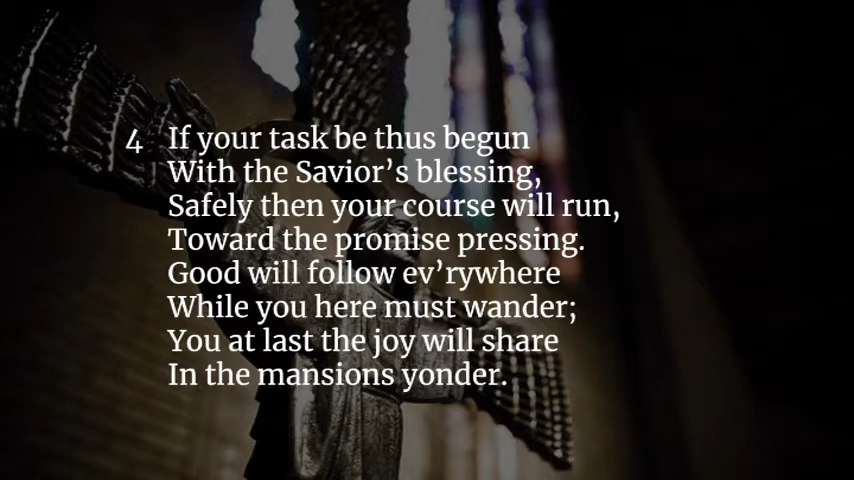 4 If your task be thus begun
With the Savior’s blessing,
Safely then your course will run,
Toward the promise pressing.
Good will follow ev’rywhere
While you here must wander;
You at last the joy will share
In the mansions yonder.